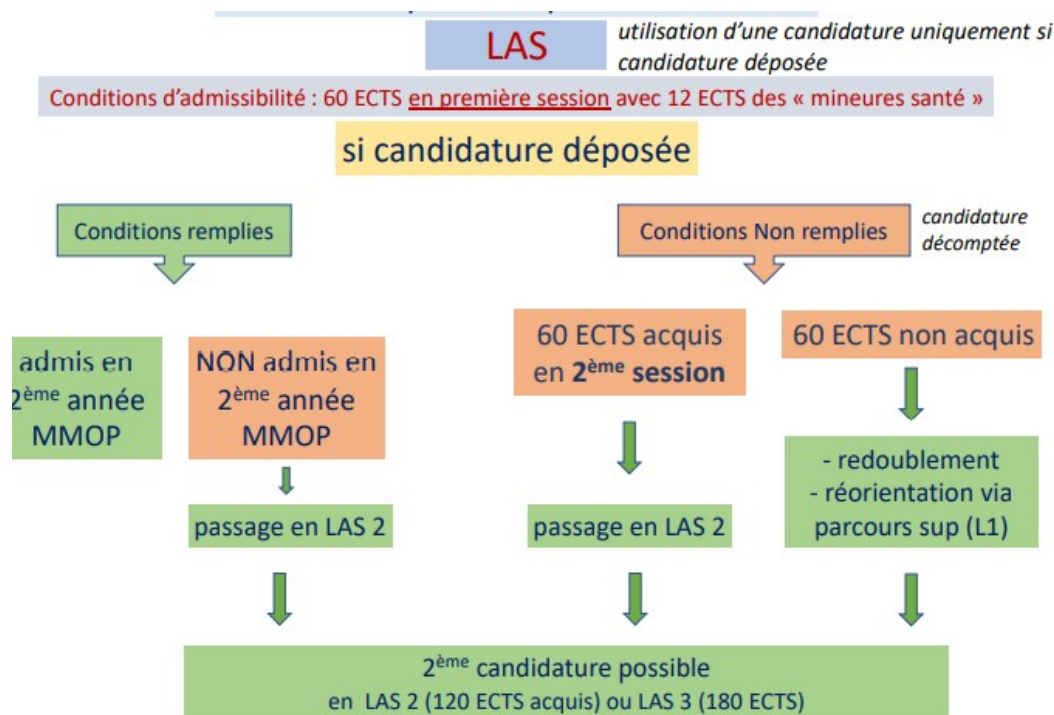 LAS
utilisation d'une candidature uniquement si
candidature déposée
Conditions d'admissibilité : 60 ECTS en première session avec 12 ECTS des « mineures santé »
si candidature déposée
Conditions remplies
Conditions Non remplies
candidature
décomptée
admis en
2ème année
MMOP
NON admis en
2ème année
MMOP
60 ECTS acquis
en 2ème session
60 ECTS non acquis
passage en LAS 2
passage en LAS 2
- redoublement
- réorientation via
parcours sup (L1)
2ème candidature possible
en LAS 2 (120 ECTS acquis) ou LAS 3 (180 ECTS)